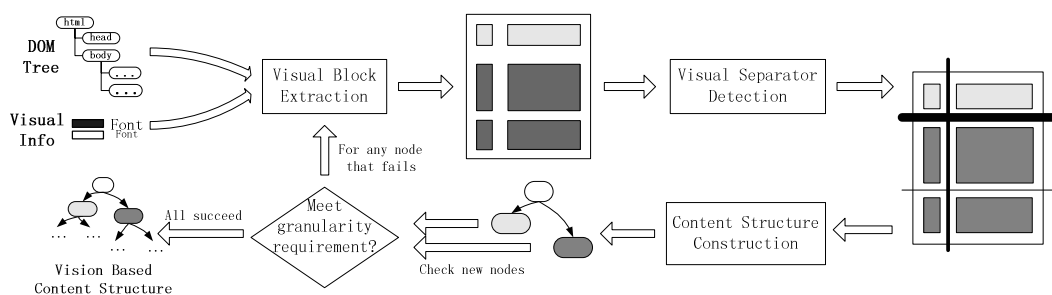 html
head
body
...
...
DOM
Tree
Visual
Info
Font
Font
Visual Block
Extraction
Visual Separator
Detection
For any node
that fails
Content Structure
Construction
Check new nodes
Meet
granularity
requirement?
All succeed
... ...
... ...
Vision Based
Content Structure